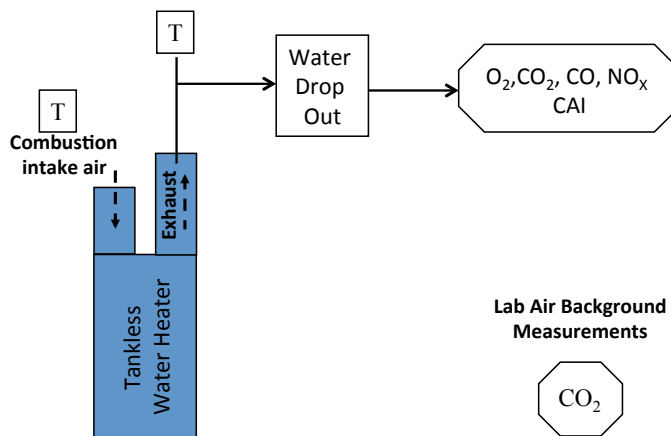 T
T
Combustion
intake air
Exhaust
Water
Drop
Out
O₂,CO₂, CO, NOₓ
CAI
Tankless
Water Heater
Lab Air Background
Measurements
CO₂